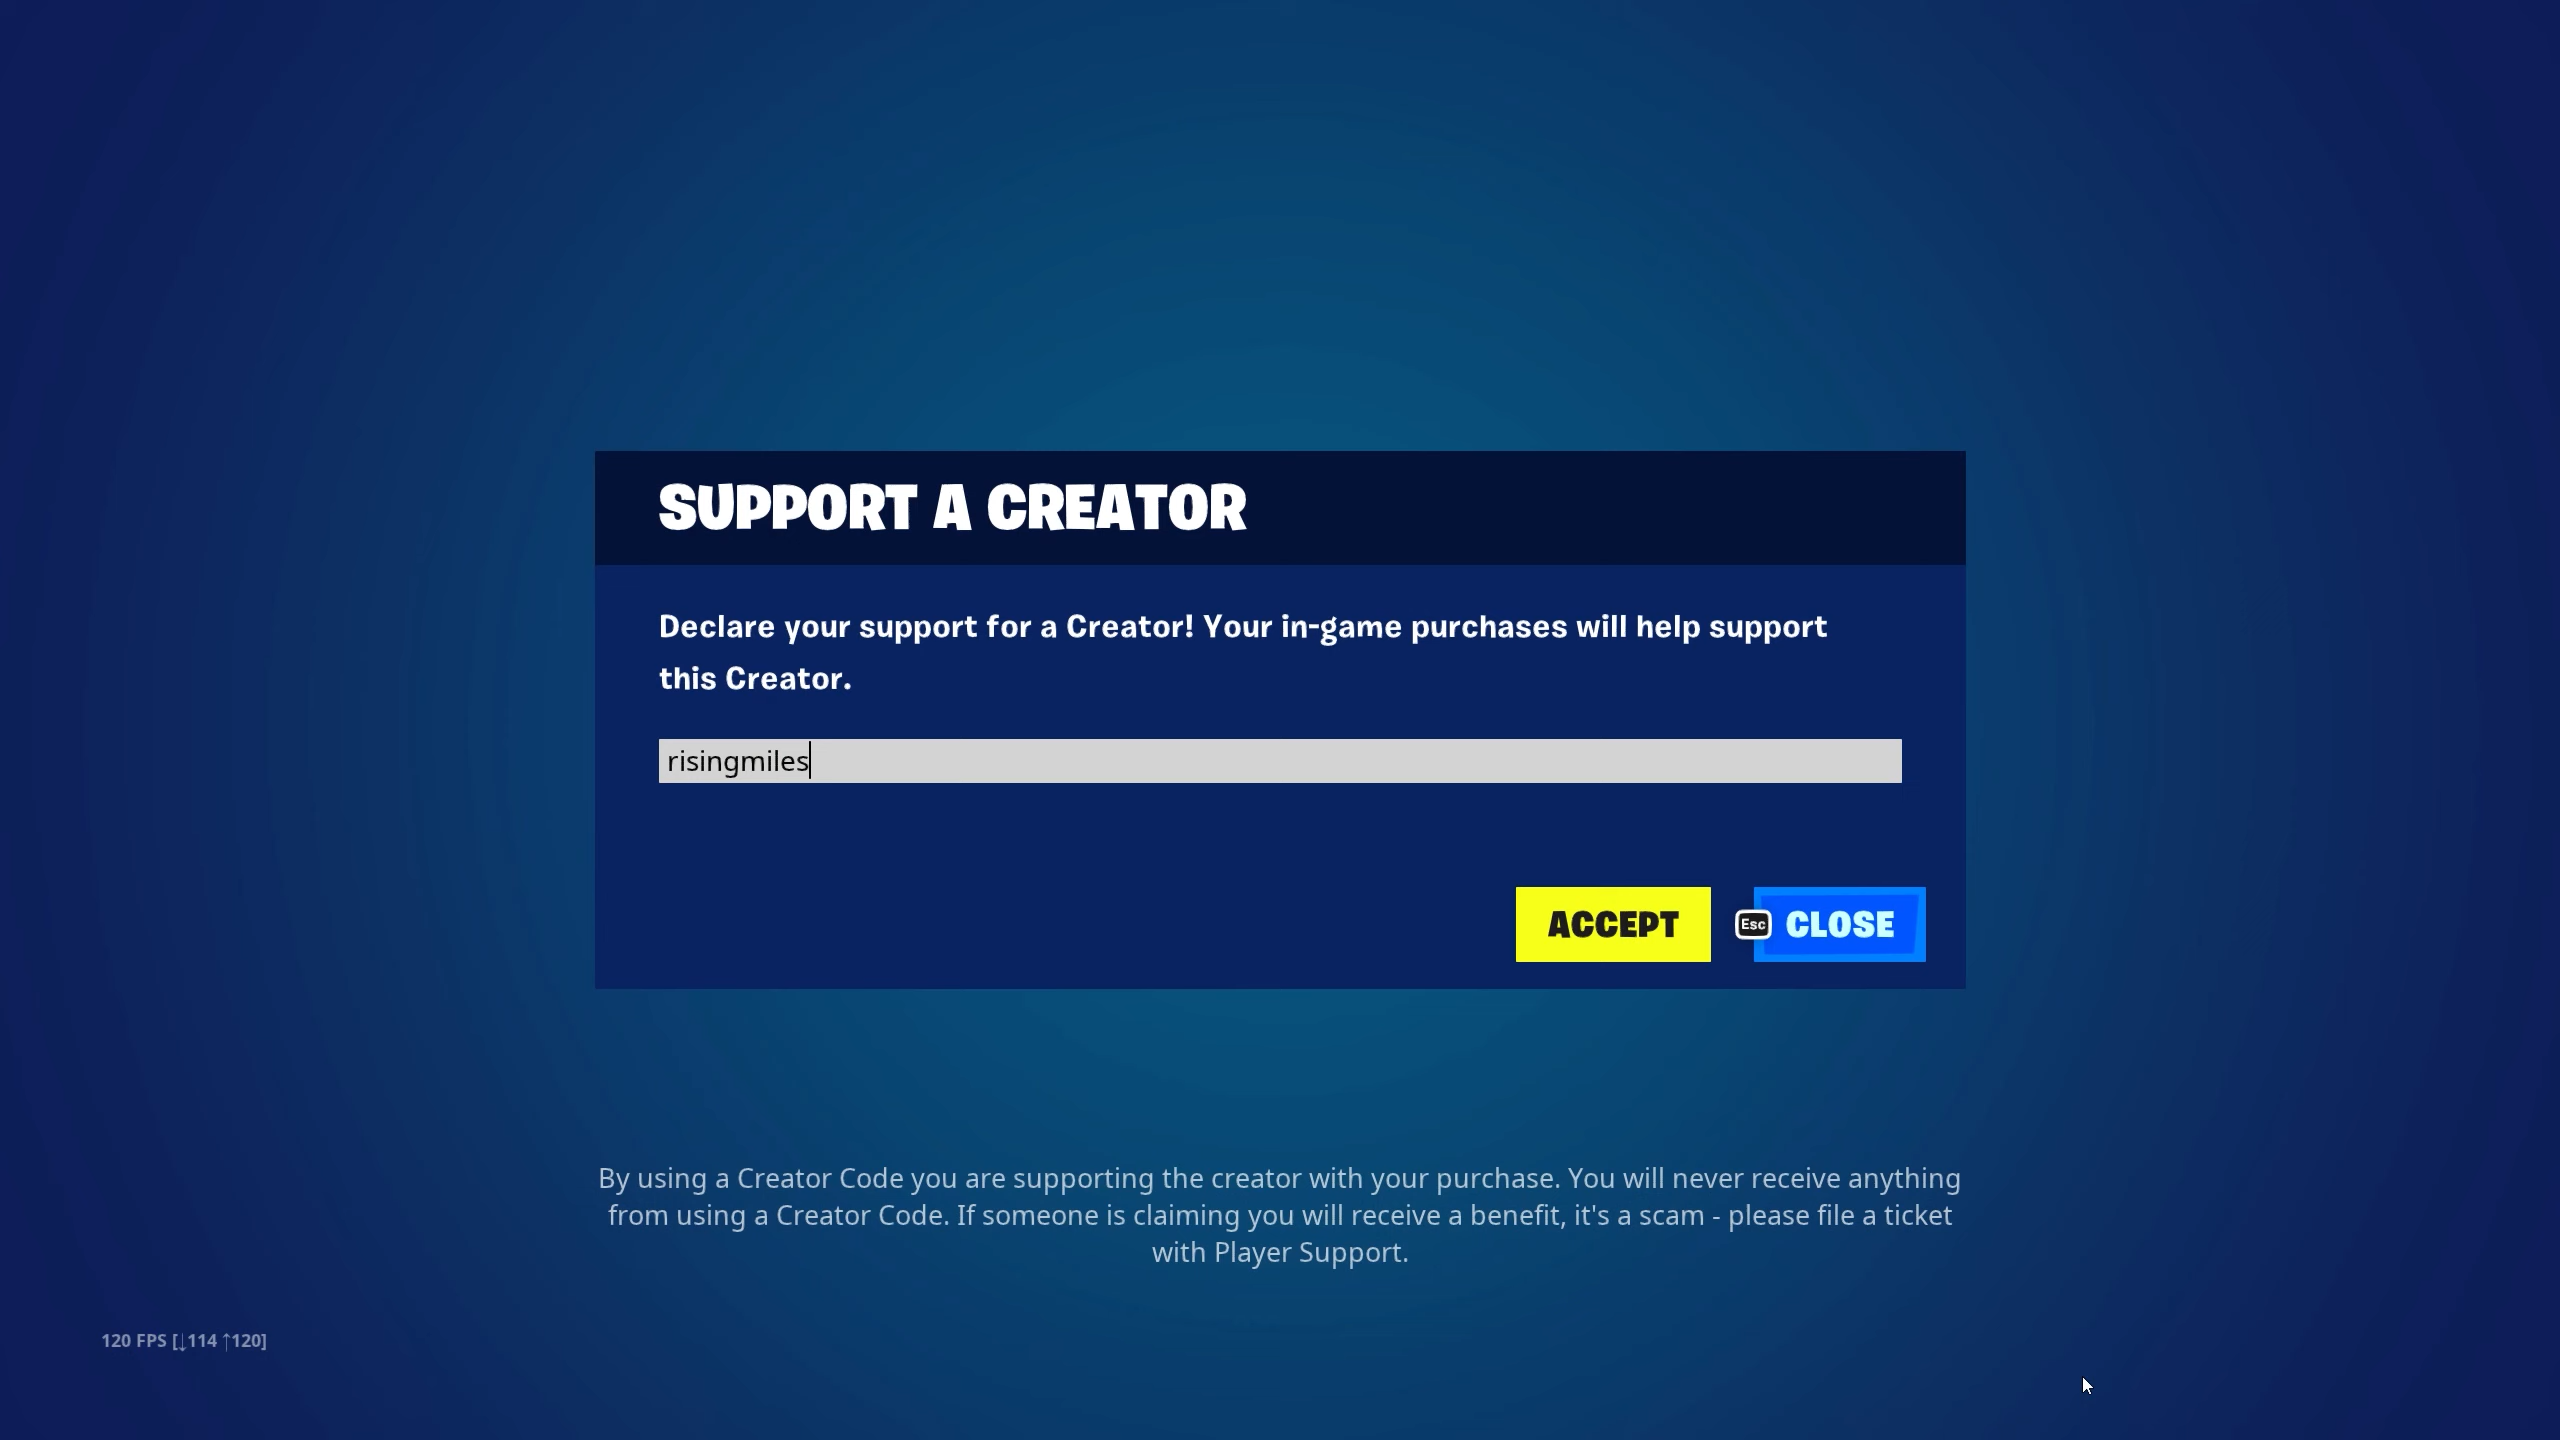 SUPPORT A CREATOR
Declare your support for a Creator! Your in-game purchases will help support
this Creator.
risingmiles
ACCEPT
Esc CLOSE
By using a Creator Code you are supporting the creator with your purchase. You will never receive anything
from using a Creator Code. If someone is claiming you will receive a benefit, it's a scam - please file a ticket
with Player Support.
120 FPS [↓114 ↑120]